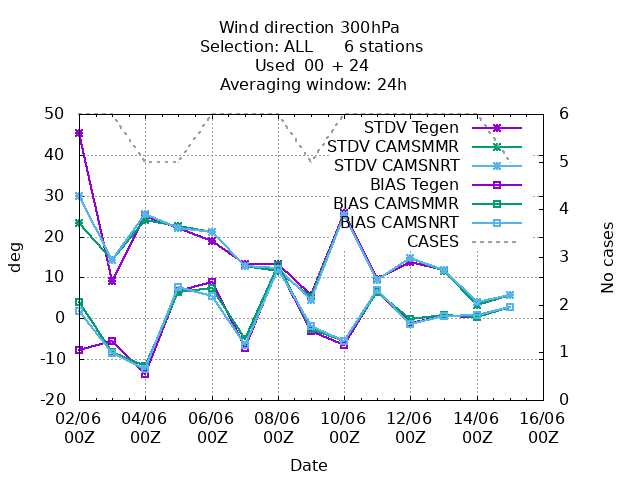 Wind direction 300hPa
Selection: ALL 6 stations
Used 00 + 24
Averaging window: 24h
STDV Tegen
STDV CAMSMMR
STDV CAMSNRT
BIAS Tegen
BIAS CAMSMMR
BIAS CAMSNRT
CASES
50
40
30
20
10
0
-10
-20
deg
6
5
4
3
2
1
0
No cases
02/06 04/06 06/06 08/06 10/06 12/06 14/06 16/06
00Z 00Z 00Z 00Z 00Z 00Z 00Z 00Z
Date